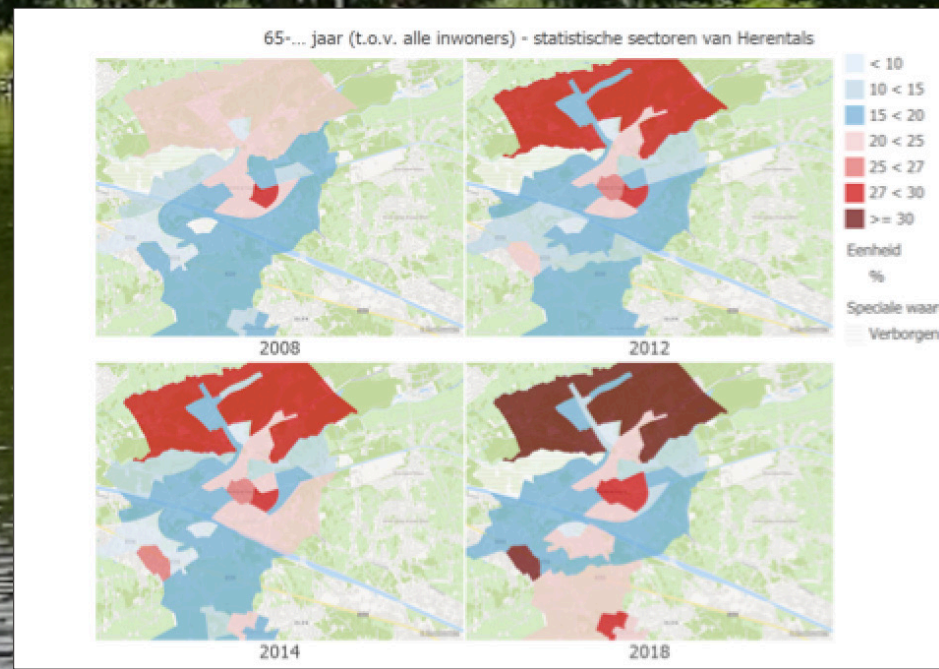 65-... jaar (t.o.v. alle inwoners) - statistische sectoren van Herentals
< 10
10 < 15
15 < 20
20 < 25
25 < 27
27 < 30
>= 30
Eenheid
%
Speciale waar
Verborgen
2008
2012
2014
2018